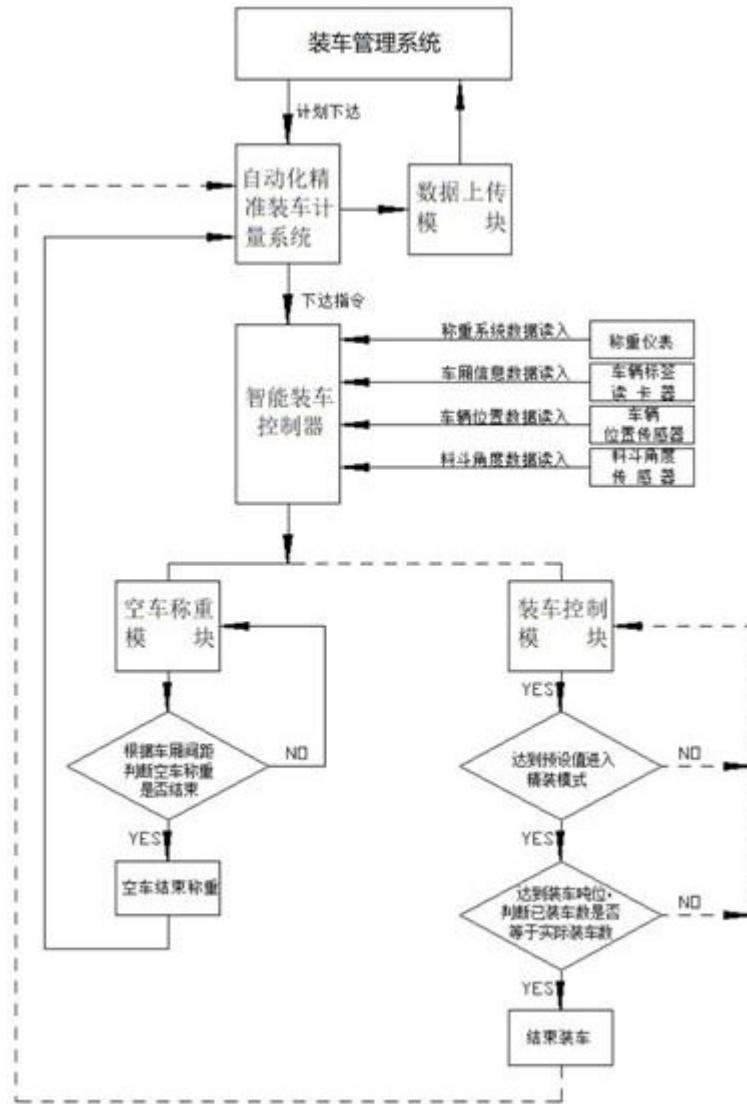 装车管理系统
计划下达
自动化精
准装车计
量系统
数据上传
模 块
下达指令
智能装车
控制器
称重系统数据读入
称重仪表
车厢信息数据读入
车辆标签
读 卡 器
车辆位置数据读入
车辆
位置传感器
料斗角度数据读入
料斗角度
传 感 器
空车称重
模 块
装车控制
模 块
YES
根据车厢间距
判断空车称重
是否结束
NO
达到预设值进入
精装模式
NO
YES
YES
空车结束称重
达到装车吨位,
判断已装车数是否
等于实际装车数
NO
YES
结束装车